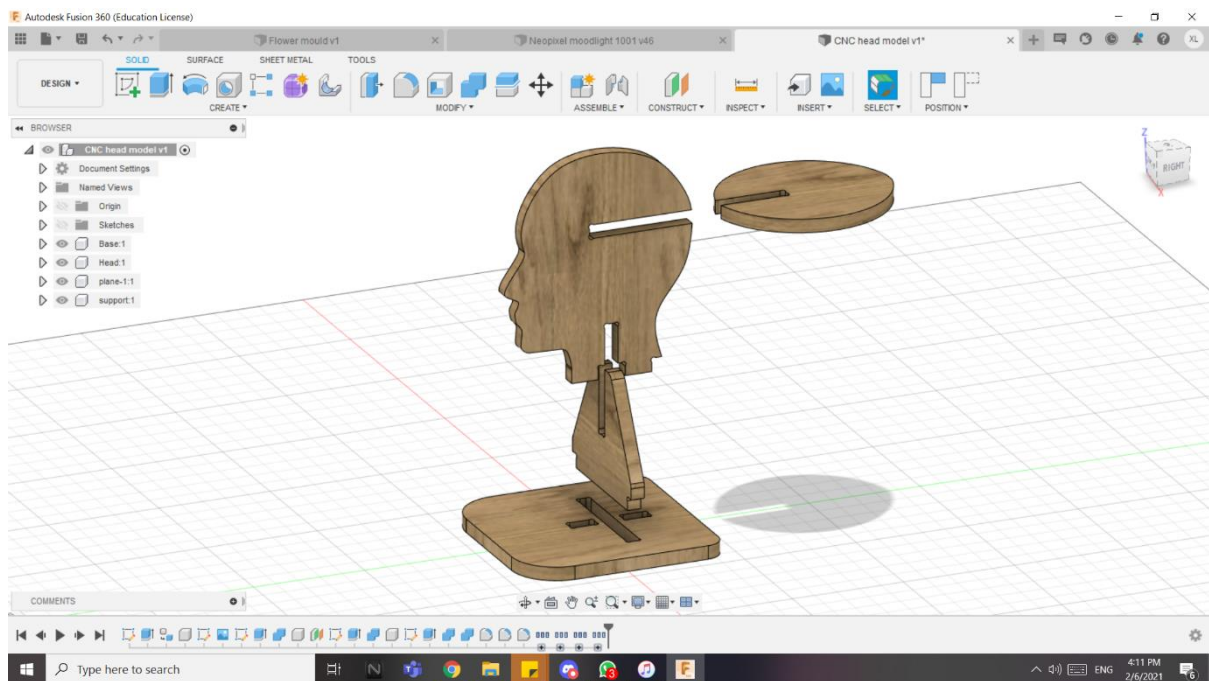 Autodesk Fusion 360 (Education License)
Flower mould v1
Neopixel moodlight 1001 v46
CNC head model v1*
XL
DESIGN
SOLID
SURFACE
SHEET METAL
TOOLS
CREATE
MODIFY
ASSEMBLE
CONSTRUCT
INSPECT
INSERT
SELECT
POSITION
BROWSER
CNC head model v1
Document Settings
Named Views
Origin
Sketches
Base:1
Head:1
plane-1:1
support:1
Z
RIGHT
X
COMMENTS
Type here to search
3
ENG
4:11 PM
2/6/2021
6